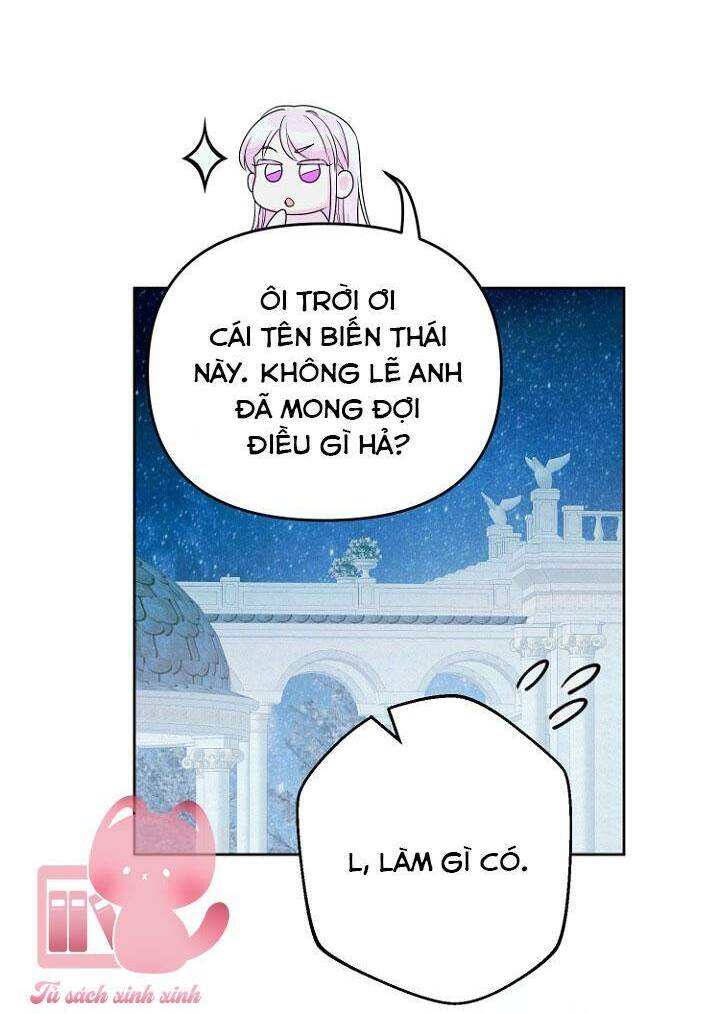 ÔI TRỜI ƠI
CÁI TÊN BIẾN THÁI
NÀY. KHÔNG LẼ ANH
ĐÃ MONG ĐỢI
ĐIỀU GÌ HẢ?
L, LÀM GÌ CÓ.
Tủ sách xinh xinh